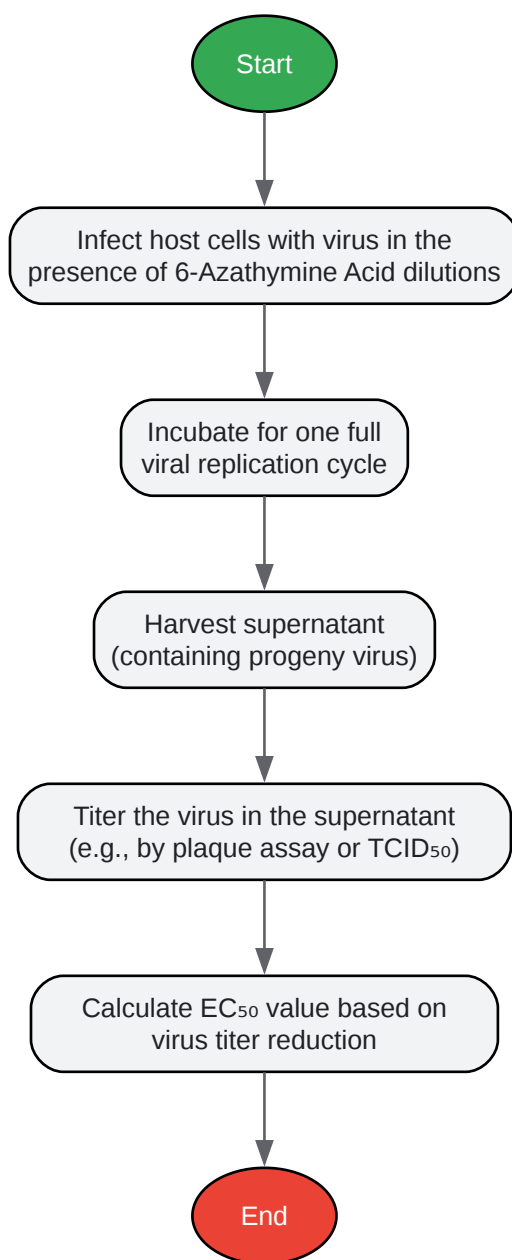 Start
Infect host cells with virus in the
presence of 6-Azathymine Acid dilutions
Incubate for one full
viral replication cycle
Harvest supernatant
(containing progeny virus)
Titer the virus in the supernatant
(e.g., by plaque assay or TCID₅₀)
Calculate EC₅₀ value based on
virus titer reduction
End